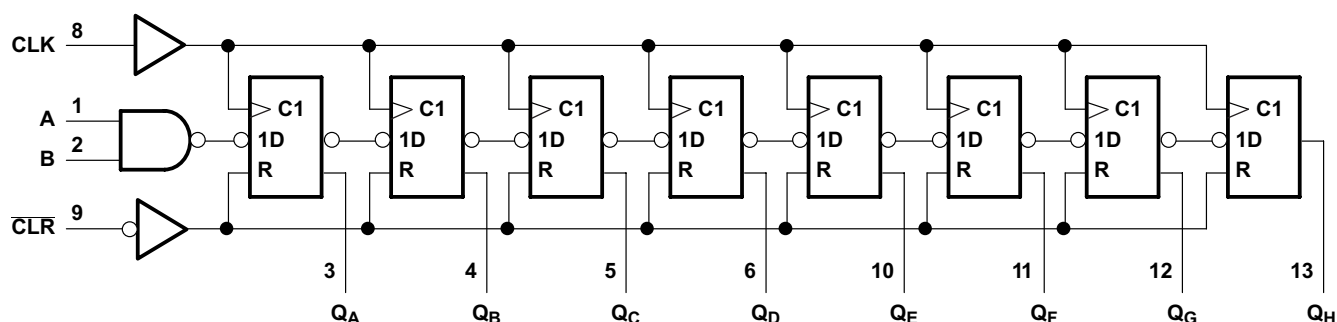 CLK 8
A 1
B 2
CLR 9
C1 C1 C1 C1 C1 C1 C1 C1
1D 1D 1D 1D 1D 1D 1D 1D
R R R R R R R R
3 4 5 6 10 11 12 13
QA QB QC QD QE QF QG QH